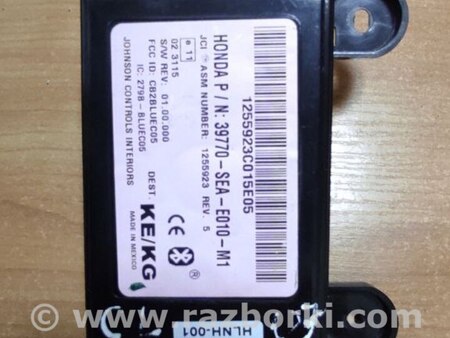 1255923C015E05
HONDA P/N: 39770-SEA-E010-M1
JCI ASM NUMBER: 1255923 REV. 5
e 11
02 3115
S/W REV: 01.00.000
FCC ID: CB2BLUEC05
IC: 279B-BLUEC05
JOHNSON CONTROLS INTERIORS
DEST.
KE/KG
MADE IN MEXICO
CE
HLNH-001
© www.razborki.com